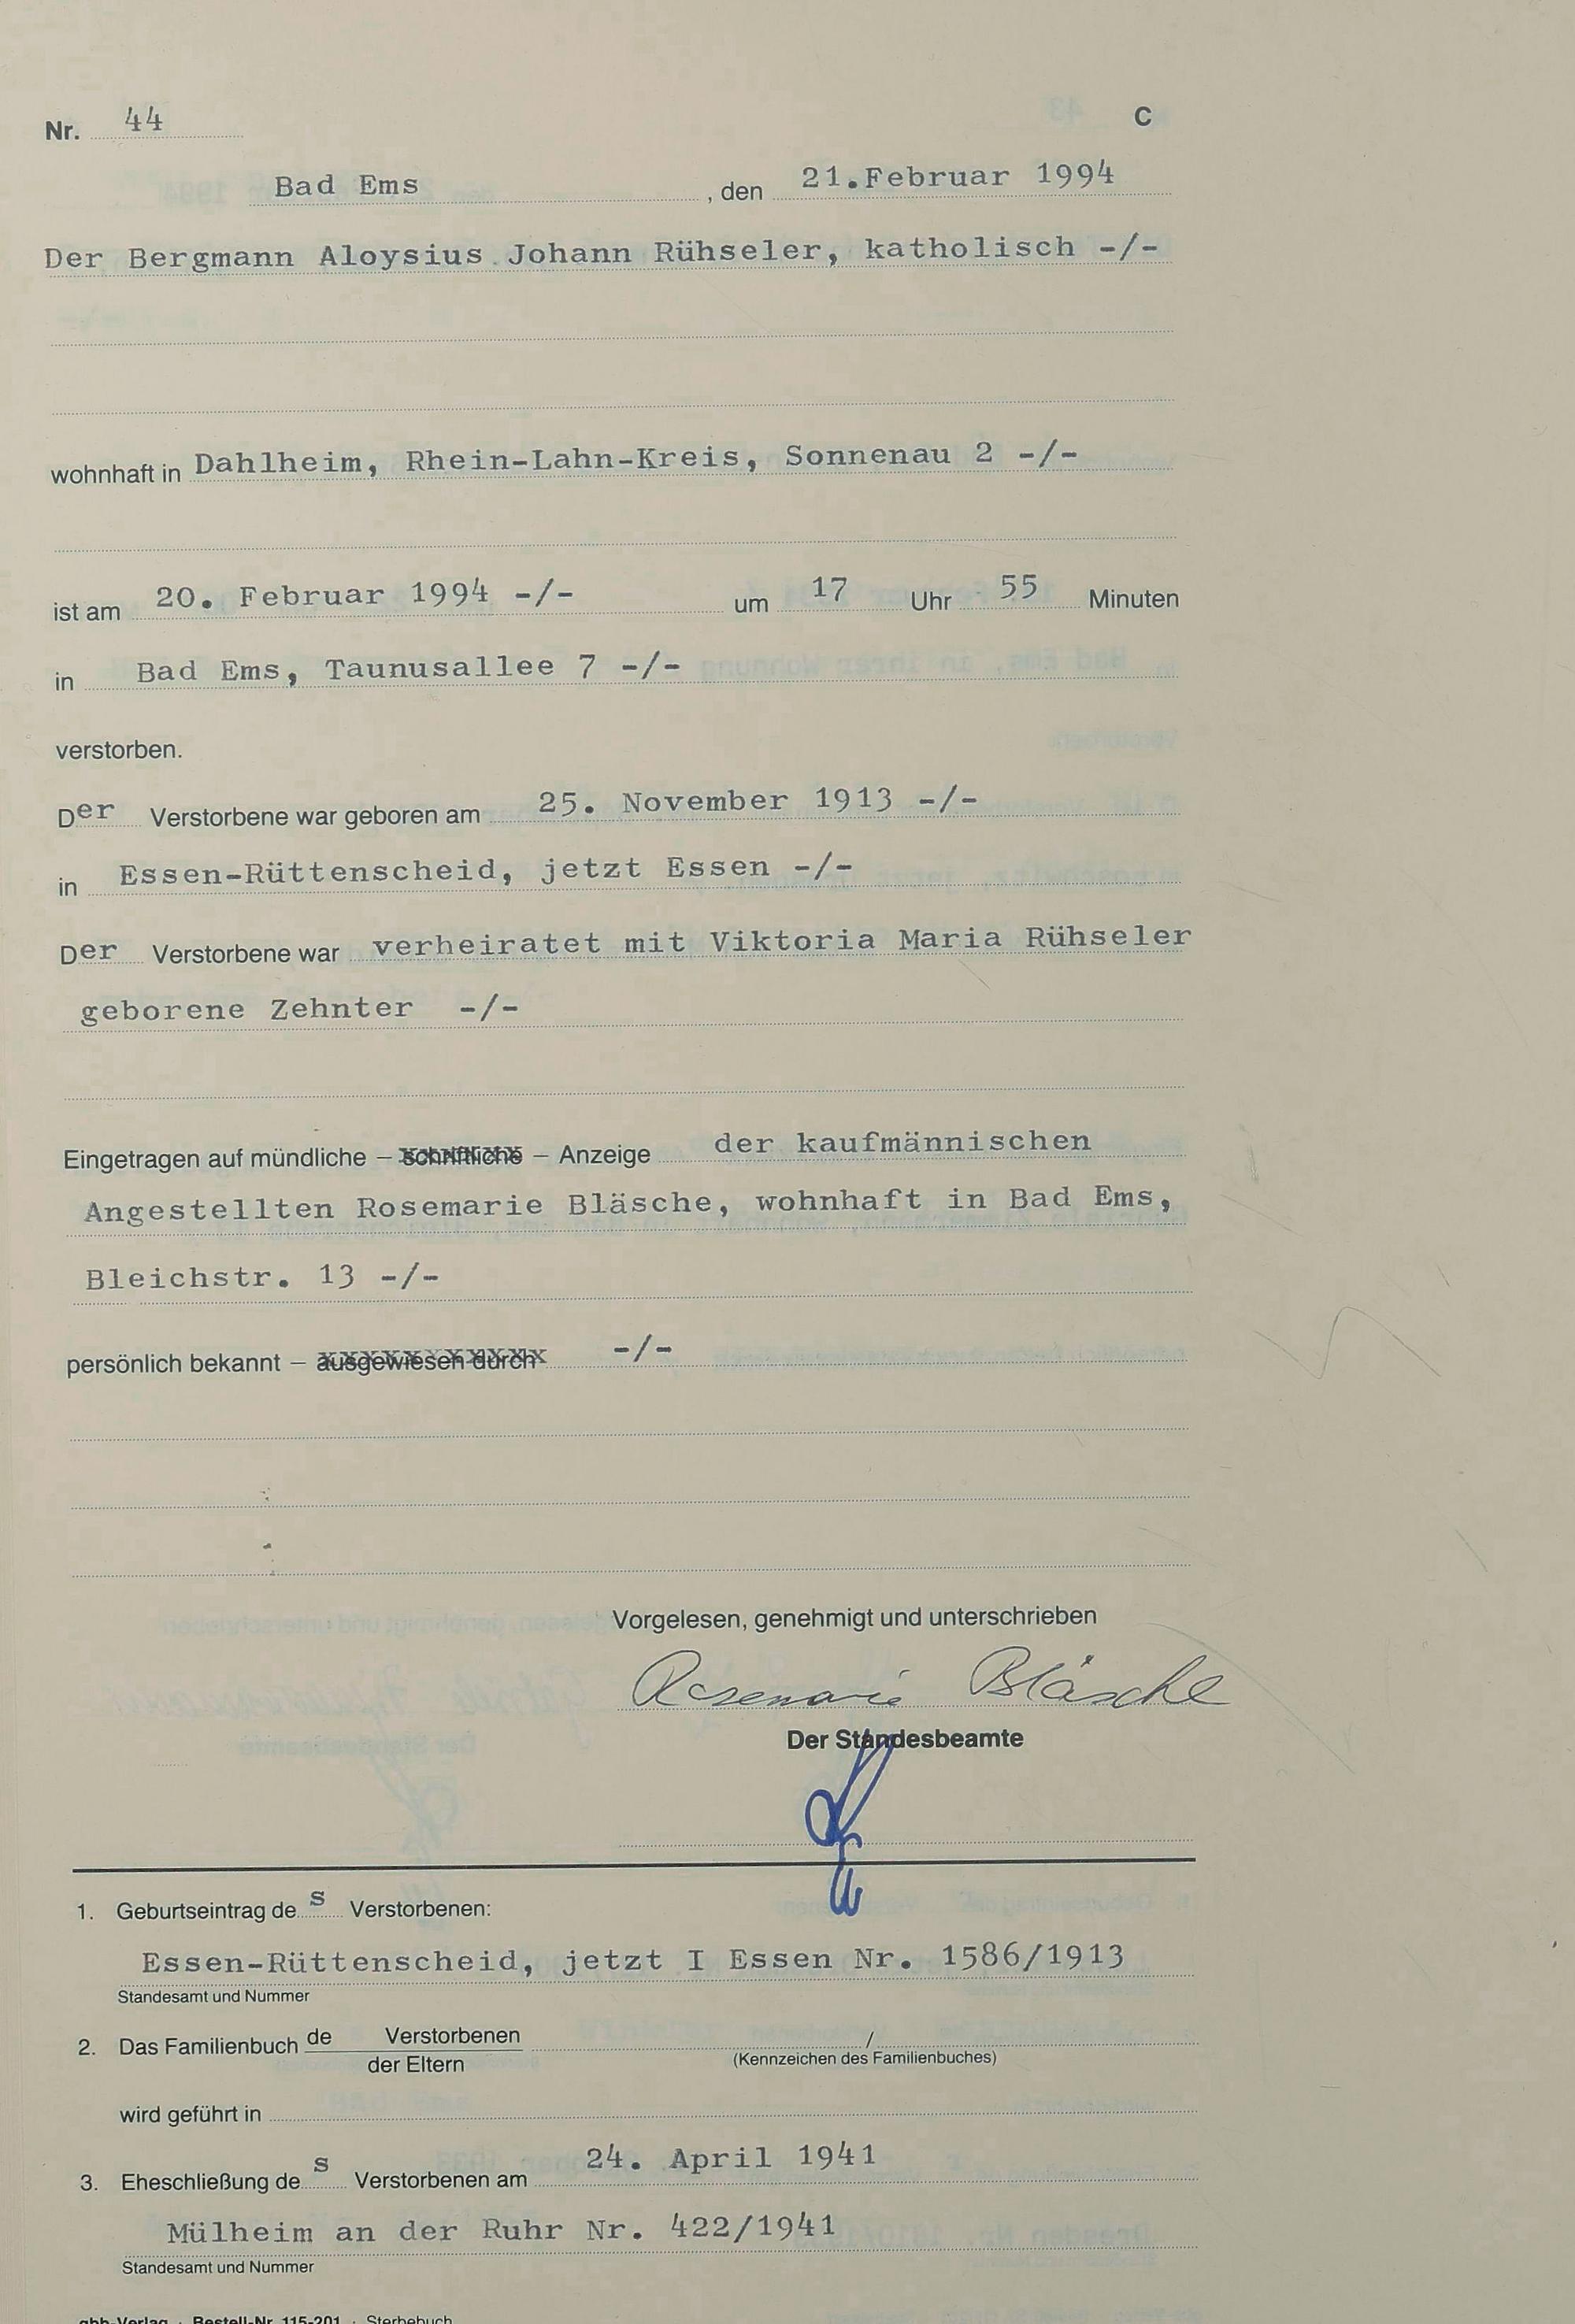 Nr. 44 C
Bad Ems, den 21.Februar 1994
Der Bergmann Aloysius Johann Rühseler, katholisch -/-
wohnhaft in Dahlheim, Rhein-Lahn-Kreis, Sonnenau 2 -/-
ist am 20. Februar 1994 -/- um 17 Uhr 55 Minuten
in Bad Ems, Taunusallee 7 -/-
verstorben.
Der Verstorbene war geboren am 25. November 1913 -/-
in Essen-Rüttenscheid, jetzt Essen -/-
Der Verstorbene war verheiratet mit Viktoria Maria Rühseler
geborene Zehnter -/-
Eingetragen auf mündliche – schriftliche – Anzeige der kaufmännischen
Angestellten Rosemarie Bläsche, wohnhaft in Bad Ems,
Bleichstr. 13 -/-
persönlich bekannt – ausgewiesen durch -/-
Vorgelesen, genehmigt und unterschrieben
Rosemarie Bläsche
Der Standesbeamte
1. Geburtseintrag des Verstorbenen:
Essen-Rüttenscheid, jetzt I Essen Nr. 1586/1913
Standesamt und Nummer
2. Das Familienbuch de Verstorbenen /
der Eltern (Kennzeichen des Familienbuches)
wird geführt in
3. Eheschließung des Verstorbenen am 24. April 1941
Mülheim an der Ruhr Nr. 422/1941
Standesamt und Nummer
gbb-Verlag · Bestell-Nr. 115-201 · Sterbebuch